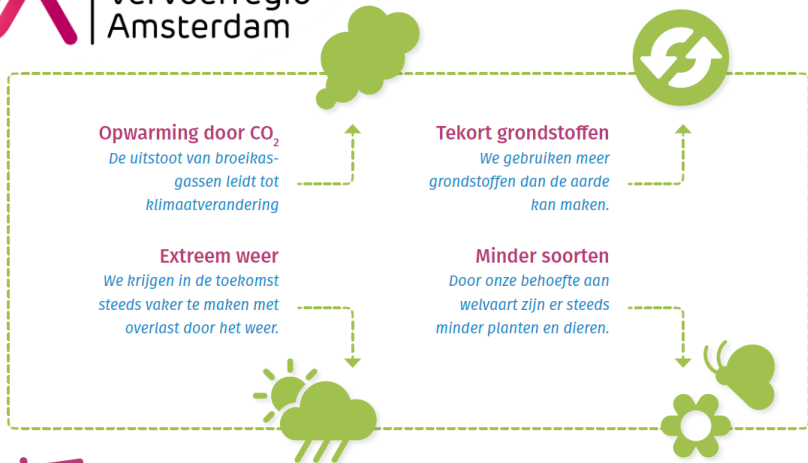 vervoerregio
Amsterdam
Opwarming door CO₂
De uitstoot van broeikas-
gassen leidt tot
klimaatverandering
Tekort grondstoffen
We gebruiken meer
grondstoffen dan de aarde
kan maken.
Extreem weer
We krijgen in de toekomst
steeds vaker te maken met
overlast door het weer.
Minder soorten
Door onze behoefte aan
welvaart zijn er steeds
minder planten en dieren.